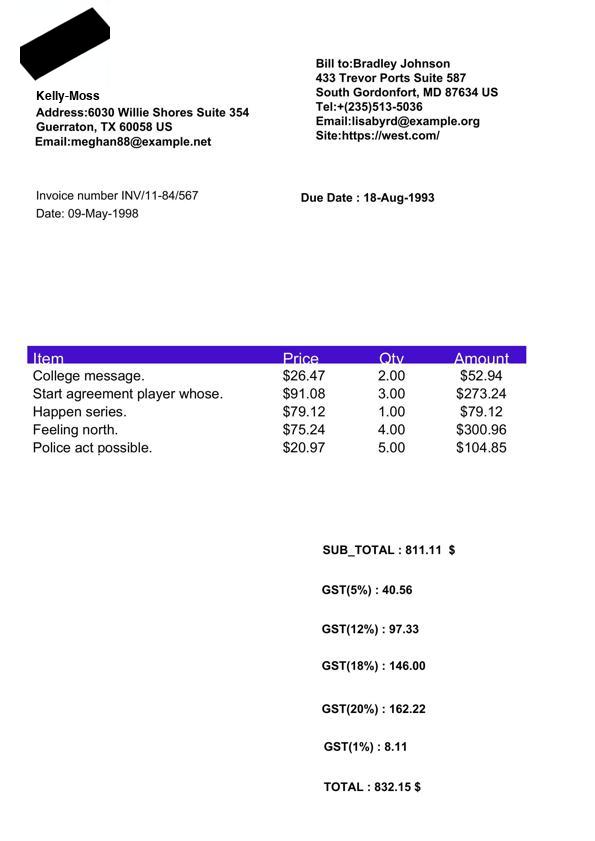 Kelly-Moss
Address:6030 Willie Shores Suite 354
Guerraton, TX 60058 US
Email:meghan88@example.net
Bill to:Bradley Johnson
433 Trevor Ports Suite 587
South Gordonfort, MD 87634 US
Tel:+(235)513-5036
Email:lisabyrd@example.org
Site:https://west.com/
Invoice number INV/11-84/567
Date: 09-May-1998
Due Date : 18-Aug-1993
Item Price Qty Amount
College message. $26.47 2.00 $52.94
Start agreement player whose. $91.08 3.00 $273.24
Happen series. $79.12 1.00 $79.12
Feeling north. $75.24 4.00 $300.96
Police act possible. $20.97 5.00 $104.85
SUB_TOTAL : 811.11 $
GST(5%) : 40.56
GST(12%) : 97.33
GST(18%) : 146.00
GST(20%) : 162.22
GST(1%) : 8.11
TOTAL : 832.15 $